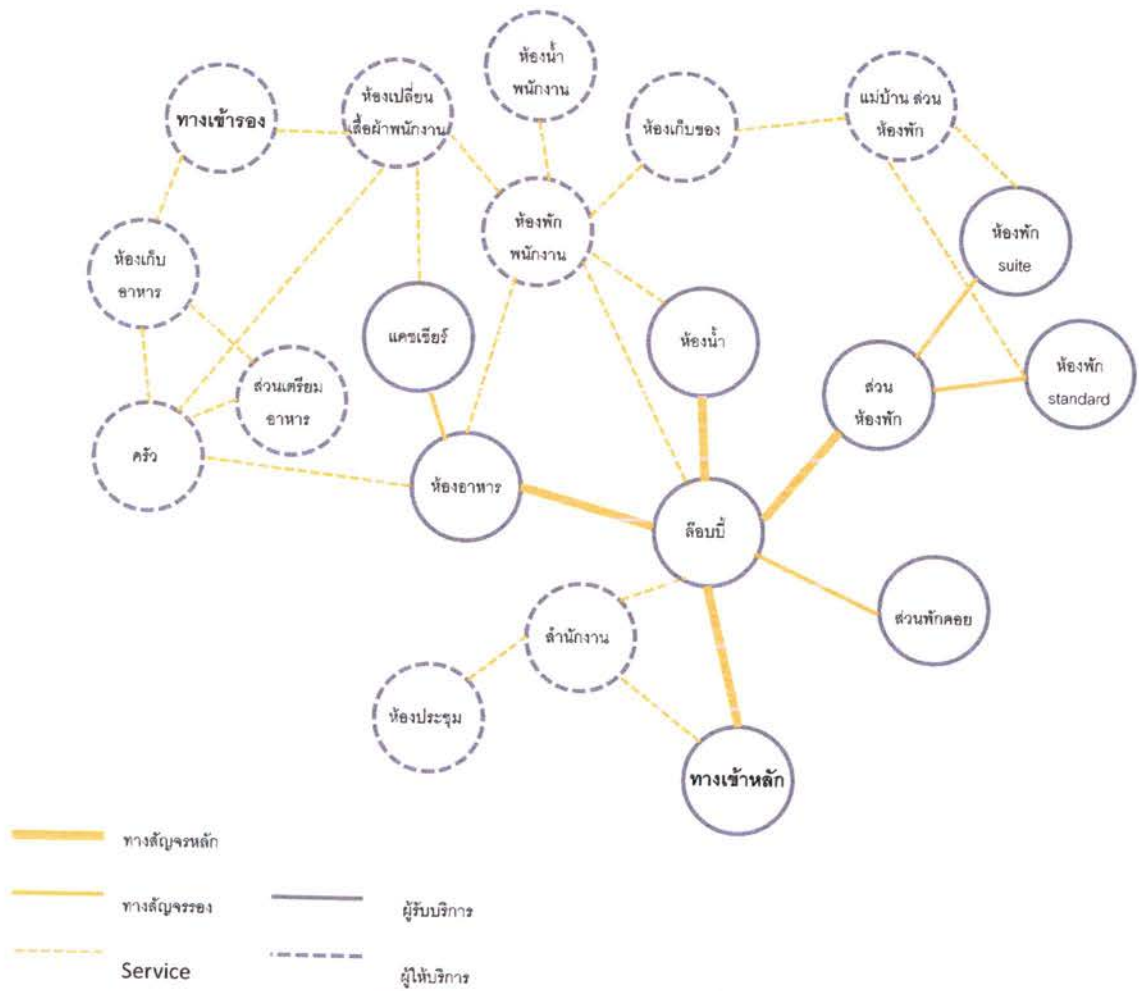 ห้องน้ำ
พนักงาน
ห้องเปลี่ยน
เสื้อผ้าพนักงาน
ทางเข้ารอง
ห้องเก็บของ
แม่บ้าน ส่วน
ห้องพัก
ห้องพัก
พนักงาน
ห้องพัก
suite
ห้องเก็บ
อาหาร
แคชเชียร์
ห้องน้ำ
ส่วน
ห้องพัก
ห้องพัก
standard
ส่วนเตรียม
อาหาร
ครัว
ห้องอาหาร
ล๊อบบี้
ส่วนพักคอย
สำนักงาน
ห้องประชุม
ทางเข้าหลัก
ทางสัญจรหลัก
ทางสัญจรรอง
ผู้รับบริการ
Service
ผู้ให้บริการ